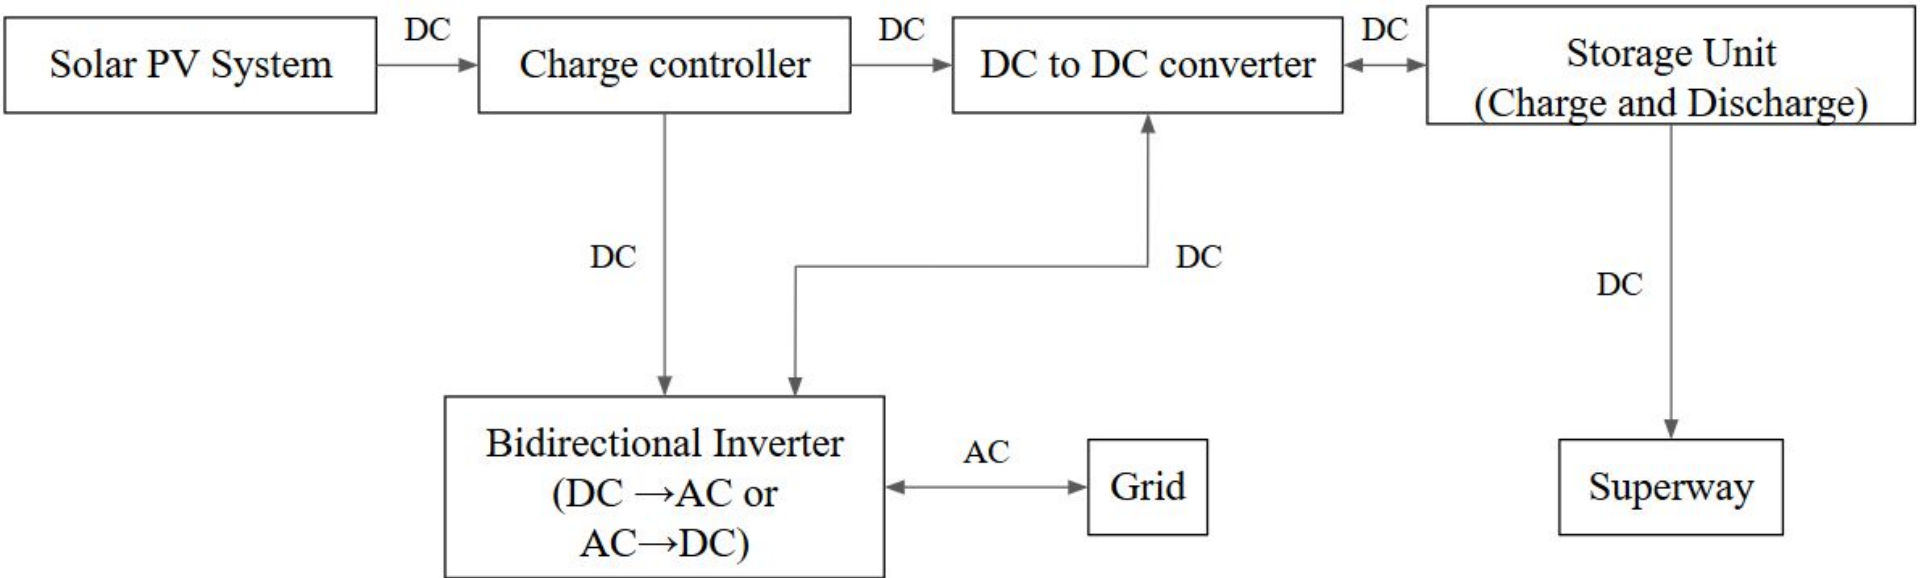 DC
DC
DC
Solar PV System
Charge controller
DC to DC converter
Storage Unit
(Charge and Discharge)
DC
DC
DC
Bidirectional Inverter
(DC →AC or
AC→DC)
AC
Grid
Superway